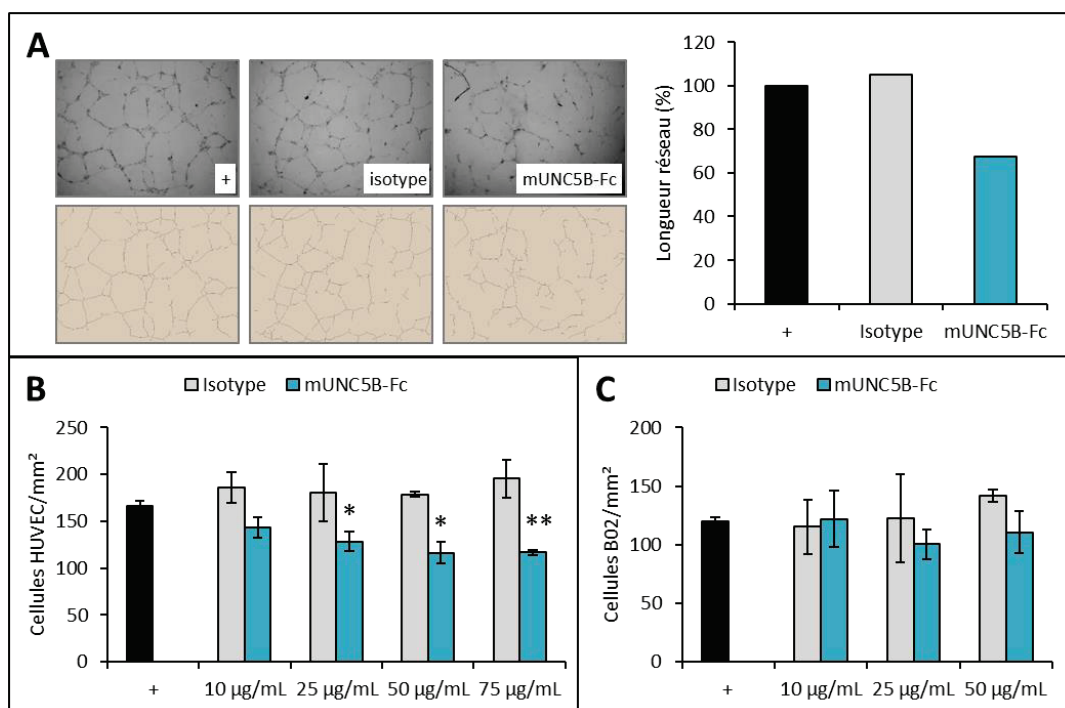 A
+
isotype
mUNC5B-Fc
Longueur réseau (%)
140
120
100
80
60
40
20
0
+ Isotype mUNC5B-Fc
B
Isotype mUNC5B-Fc
Cellules HUVEC/mm²
250
200
150
100
50
0
* * **
+ 10 µg/mL 25 µg/mL 50 µg/mL 75 µg/mL
C
Isotype mUNC5B-Fc
Cellules B02/mm²
200
150
100
50
0
+ 10 µg/mL 25 µg/mL 50 µg/mL